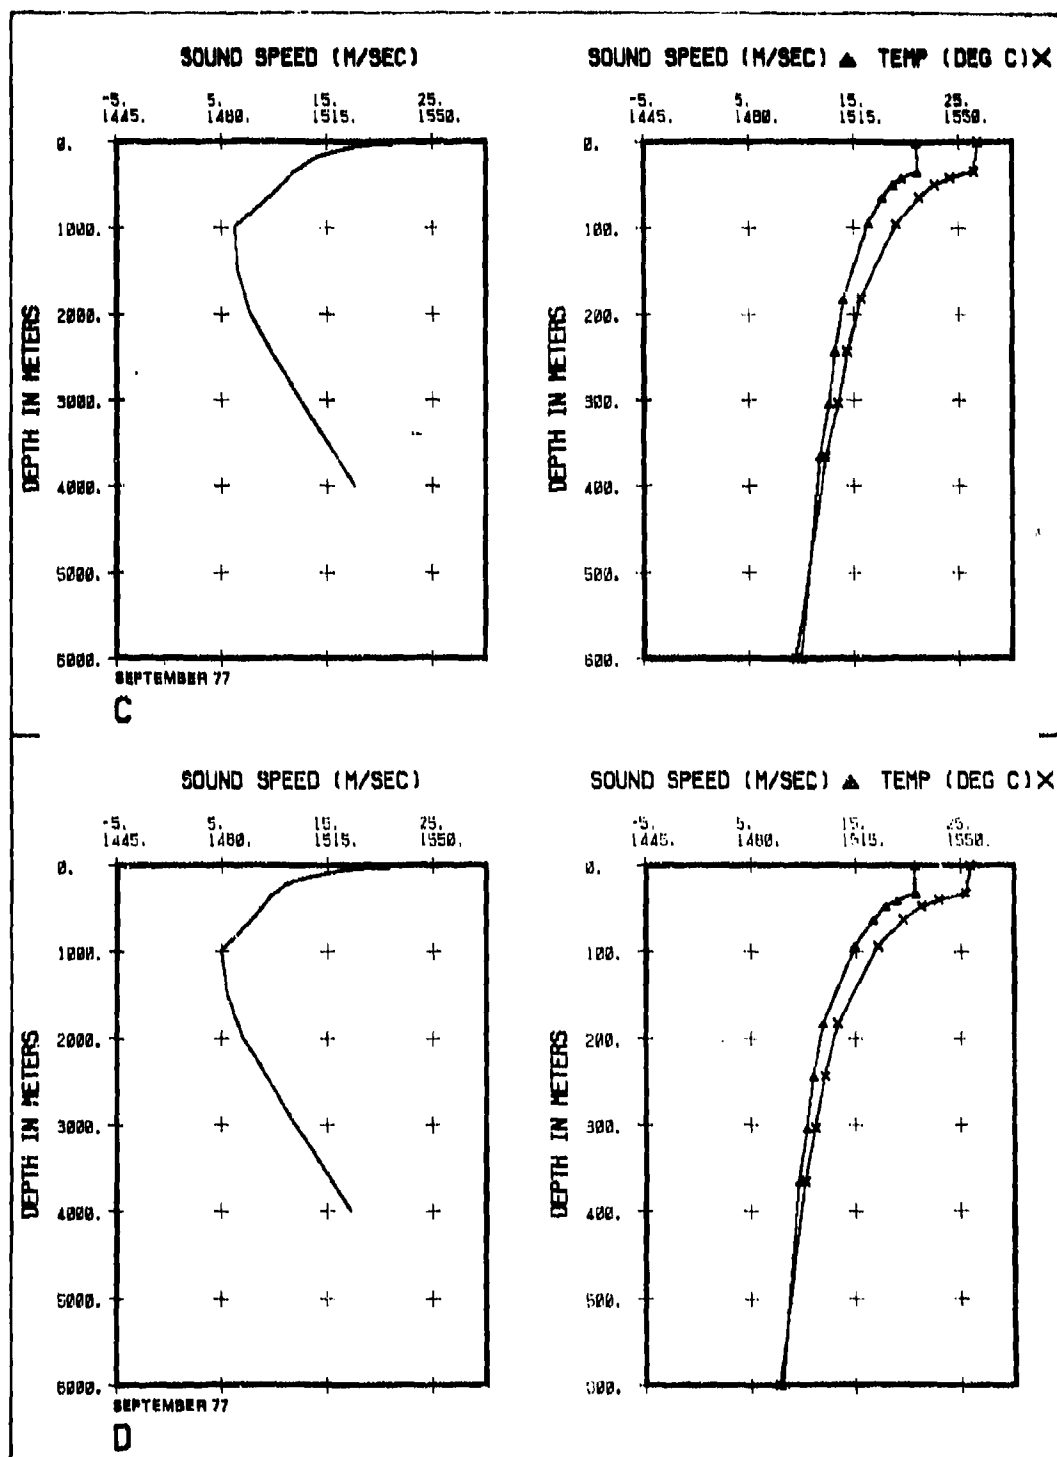 SOUND SPEED (M/SEC)
-5. 5. 15. 25.
1445. 1480. 1515. 1550.
0.
1000.
2000.
3000.
4000.
5000.
6000.
DEPTH IN METERS
SEPTEMBER 77
C
SOUND SPEED (M/SEC) ▲ TEMP (DEG C) ×
-5. 5. 15. 25.
1445. 1480. 1515. 1550.
0.
100.
200.
300.
400.
500.
600.
DEPTH IN METERS
SOUND SPEED (M/SEC)
-5. 5. 15. 25.
1445. 1480. 1515. 1550.
0.
1000.
2000.
3000.
4000.
5000.
6000.
DEPTH IN METERS
SEPTEMBER 77
D
SOUND SPEED (M/SEC) ▲ TEMP (DEG C) ×
-5. 5. 15. 25.
1445. 1480. 1515. 1550.
0.
100.
200.
300.
400.
500.
DEPTH IN METERS